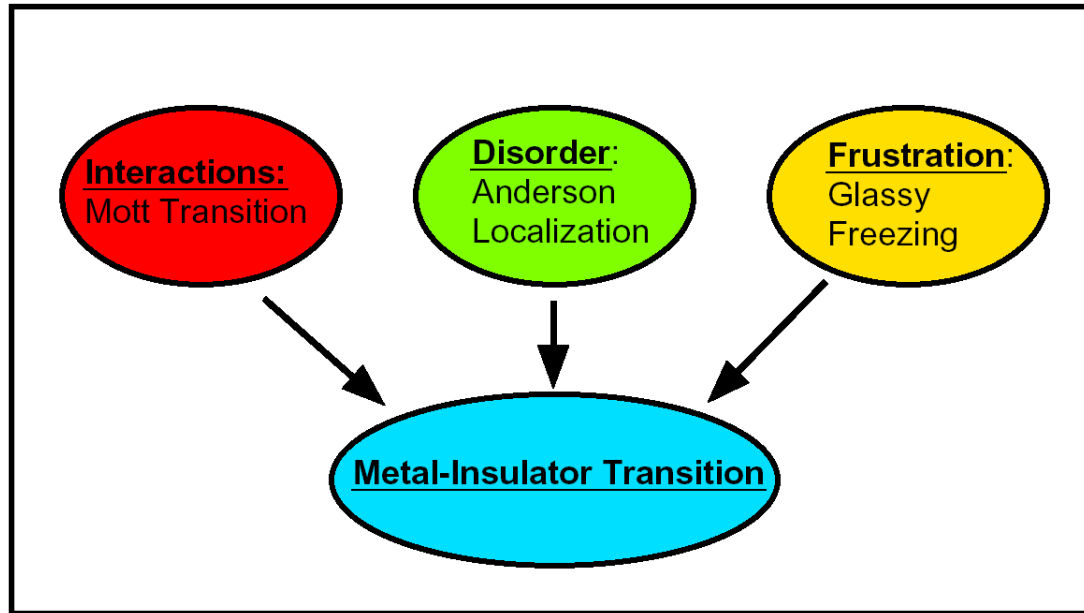 Interactions:
Mott Transition
Disorder:
Anderson
Localization
Frustration:
Glassy
Freezing
Metal-Insulator Transition